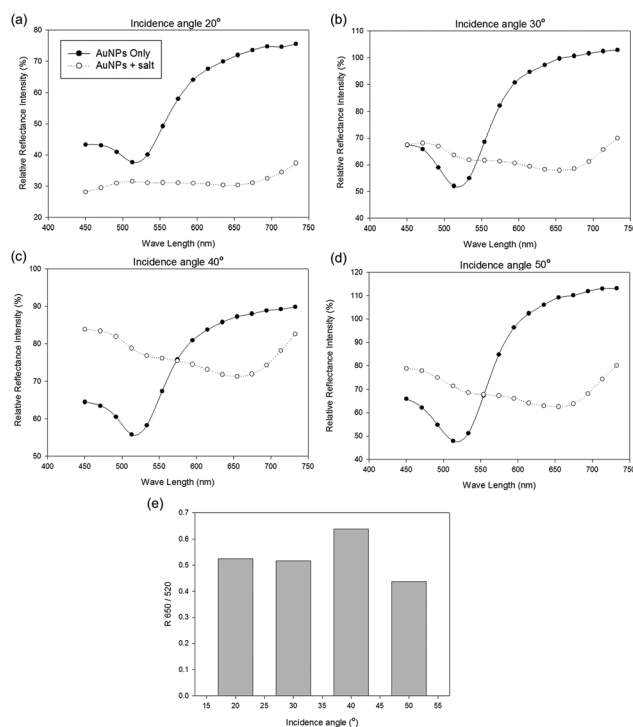 (a)
Incidence angle 20°
AuNPs Only
AuNPs + salt
Relative Reflectance Intensity (%)
80
70
60
50
40
30
20
400 450 500 550 600 650 700 750
Wave Length (nm)
(b)
Incidence angle 30°
Relative Reflectance Intensity (%)
110
100
90
80
70
60
50
40
400 450 500 550 600 650 700 750
Wave Length (nm)
(c)
Incidence angle 40°
Relative Reflectance Intensity (%)
100
90
80
70
60
50
400 450 500 550 600 650 700 750
Wave Length (nm)
(d)
Incidence angle 50°
Relative Reflectance Intensity (%)
120
110
100
90
80
70
60
50
40
400 450 500 550 600 650 700 750
Wave Length (nm)
(e)
R 650 / 520
0.7
0.6
0.5
0.4
0.3
0.2
0.1
0.0
15 20 25 30 35 40 45 50 55
Incidence angle (°)